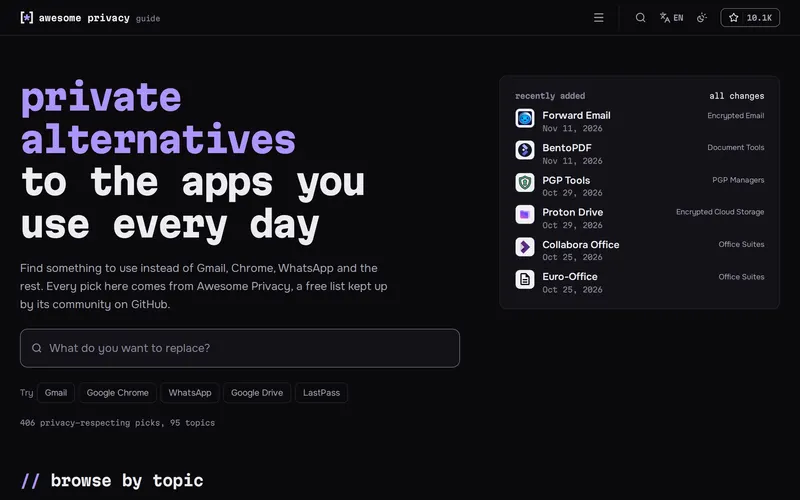 [*] awesome privacy guide
EN
10.1K
private
alternatives
to the apps you
use every day
Find something to use instead of Gmail, Chrome, WhatsApp and the
rest. Every pick here comes from Awesome Privacy, a free list kept up
by its community on GitHub.
What do you want to replace?
Try Gmail Google Chrome WhatsApp Google Drive LastPass
406 privacy-respecting picks, 95 topics
recently added all changes
Forward Email Encrypted Email
Nov 11, 2026
BentoPDF Document Tools
Nov 11, 2026
PGP Tools PGP Managers
Oct 29, 2026
Proton Drive Encrypted Cloud Storage
Oct 29, 2026
Collabora Office Office Suites
Oct 25, 2026
Euro-Office Office Suites
Oct 25, 2026
// browse by topic